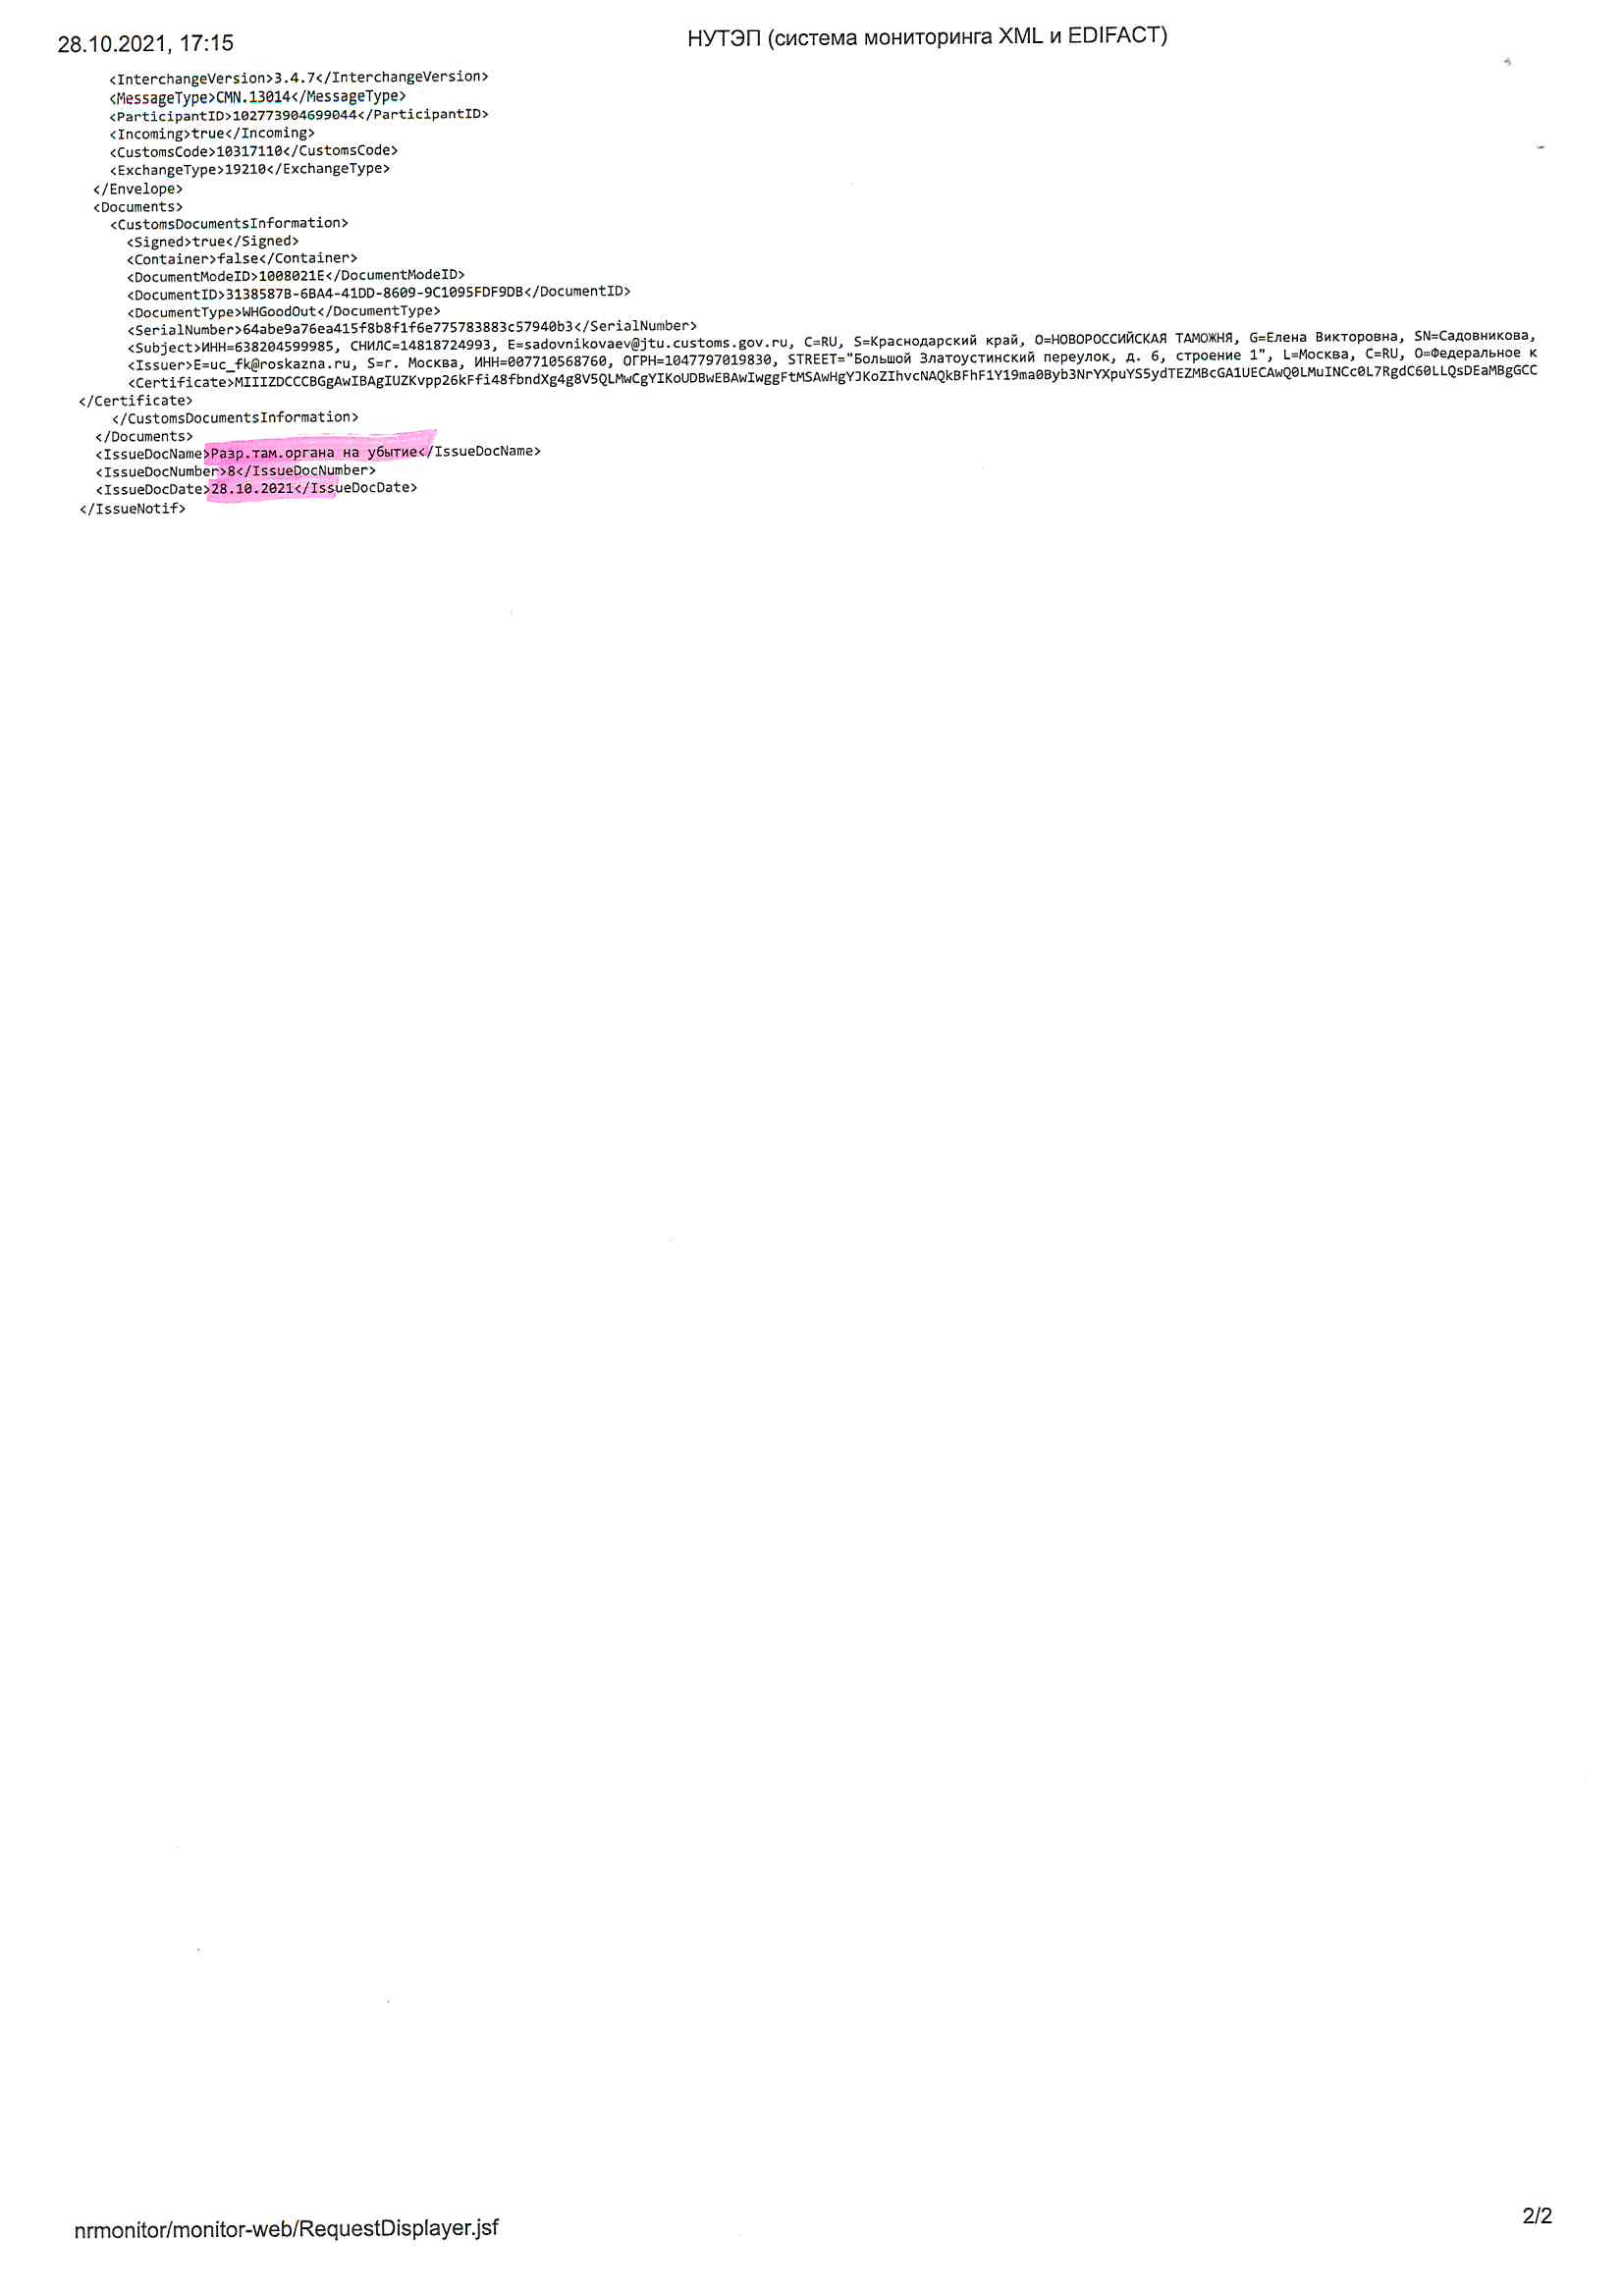 28.10.2021, 17:15
НУТЭП (система мониторинга XML и EDIFACT)
<InterchangeVersion>3.4.7</InterchangeVersion>
<MessageType>CMN.13014</MessageType>
<ParticipantID>102773904699044</ParticipantID>
<Incoming>true</Incoming>
<CustomsCode>10317110</CustomsCode>
<ExchangeType>19210</ExchangeType>
</Envelope>
<Documents>
<CustomsDocumentsInformation>
<Signed>true</Signed>
<Container>false</Container>
<DocumentModeID>1008021E</DocumentModeID>
<DocumentID>3138587B-6BA4-41DD-8609-9C1095FDF9DB</DocumentID>
<DocumentType>WHGoodOut</DocumentType>
<SerialNumber>64abe9a76ea415f8b8f1f6e775783883c57940b3</SerialNumber>
<Subject>ИНН=638204599985, СНИЛС=14818724993, E=sadovnikovaev@jtu.customs.gov.ru, C=RU, S=Краснодарский край, O=НОВОРОССИЙСКАЯ ТАМОЖНЯ, G=Елена Викторовна, SN=Садовникова,
<Issuer>E=uc_fk@roskazna.ru, S=г. Москва, ИНН=007710568760, ОГРН=1047797019830, STREET="Большой Златоустинский переулок, д. 6, строение 1", L=Москва, C=RU, O=Федеральное к
<Certificate>MIIIZDCCCBGgAwIBAgIUZKvpp26kFfi48fbndXg4g8V5QLMwCgYIKoUDBwEBAwIwggFtMSAwHgYJKoZIhvcNAQkBFhF1Y19ma0Byb3NrYXpuYS5ydTEZMBcGA1UECAwQ0LMuINCc0L7RgdC60LLQsDEaMBgGCC
</Certificate>
</CustomsDocumentsInformation>
</Documents>
<IssueDocName>Разр.там.органа на убытие</IssueDocName>
<IssueDocNumber>8</IssueDocNumber>
<IssueDocDate>28.10.2021</IssueDocDate>
</IssueNotif>
nrmonitor/monitor-web/RequestDisplayer.jsf
2/2